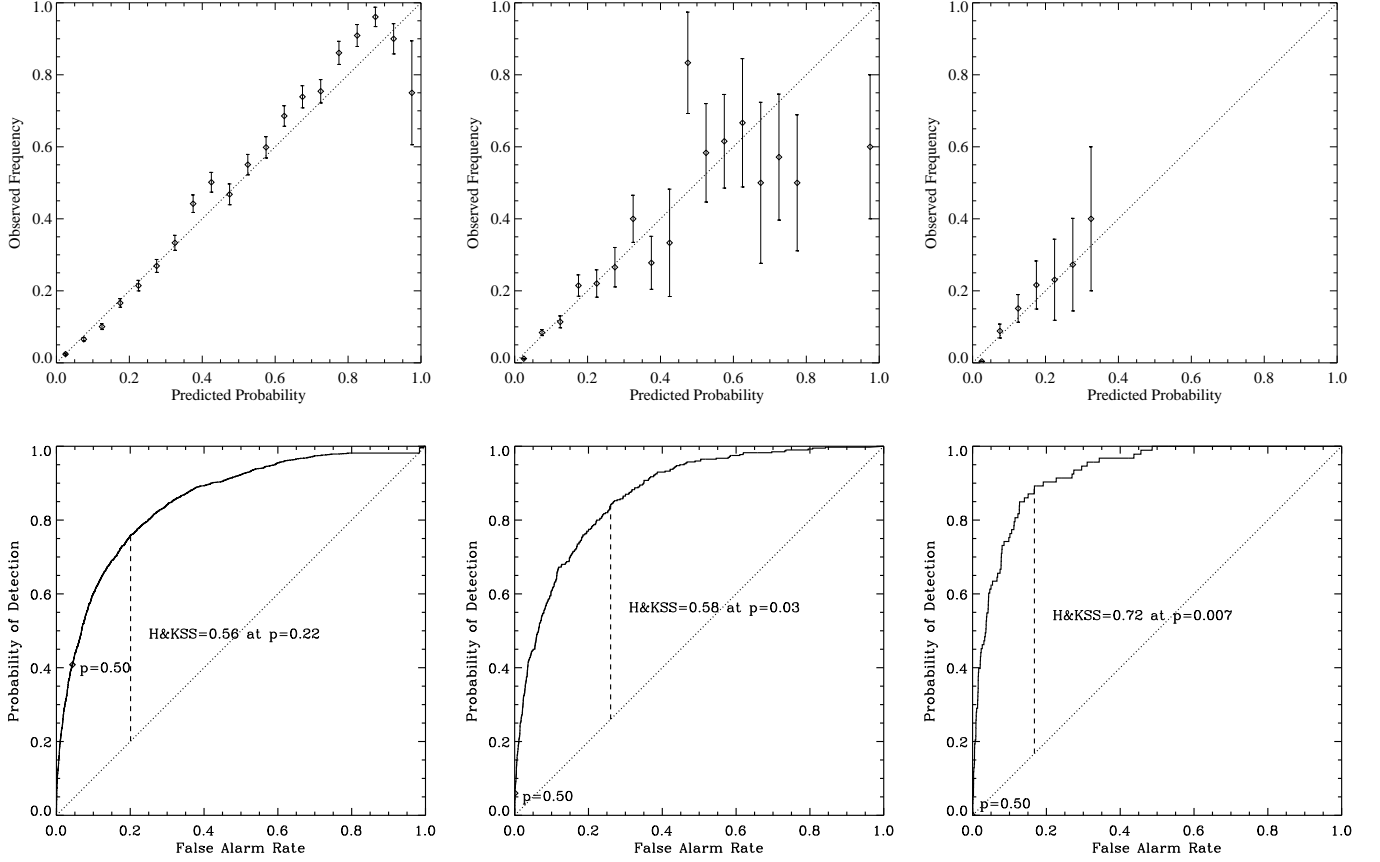 1.0
0.8
0.6
0.4
0.2
0.0
Observed Frequency
0.0 0.2 0.4 0.6 0.8 1.0
Predicted Probability
1.0
0.8
0.6
0.4
0.2
0.0
Observed Frequency
0.0 0.2 0.4 0.6 0.8 1.0
Predicted Probability
1.0
0.8
0.6
0.4
0.2
0.0
Observed Frequency
0.0 0.2 0.4 0.6 0.8 1.0
Predicted Probability
1.0
0.8
0.6
0.4
0.2
0.0
Probability of Detection
H&KSS=0.56 at p=0.22
p=0.50
0.0 0.2 0.4 0.6 0.8 1.0
False Alarm Rate
1.0
0.8
0.6
0.4
0.2
0.0
Probability of Detection
H&KSS=0.58 at p=0.03
p=0.50
0.0 0.2 0.4 0.6 0.8 1.0
False Alarm Rate
1.0
0.8
0.6
0.4
0.2
0.0
Probability of Detection
H&KSS=0.72 at p=0.007
p=0.50
0.0 0.2 0.4 0.6 0.8 1.0
False Alarm Rate